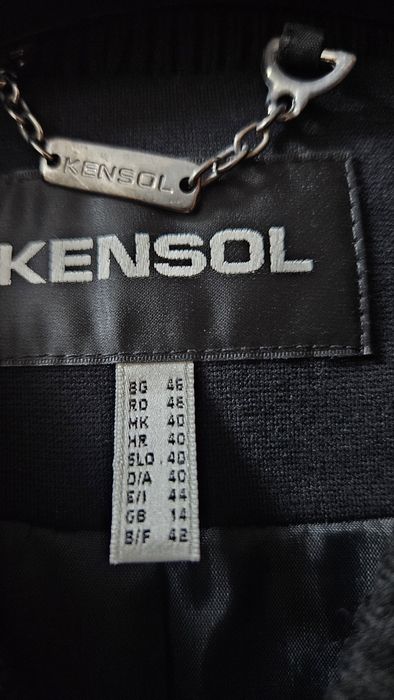 KENSOL
KENSOL
BG 46
RO 46
MK 40
HR 40
SLO. 40
D/A 40
E/I 44
GB 14
B/F 42